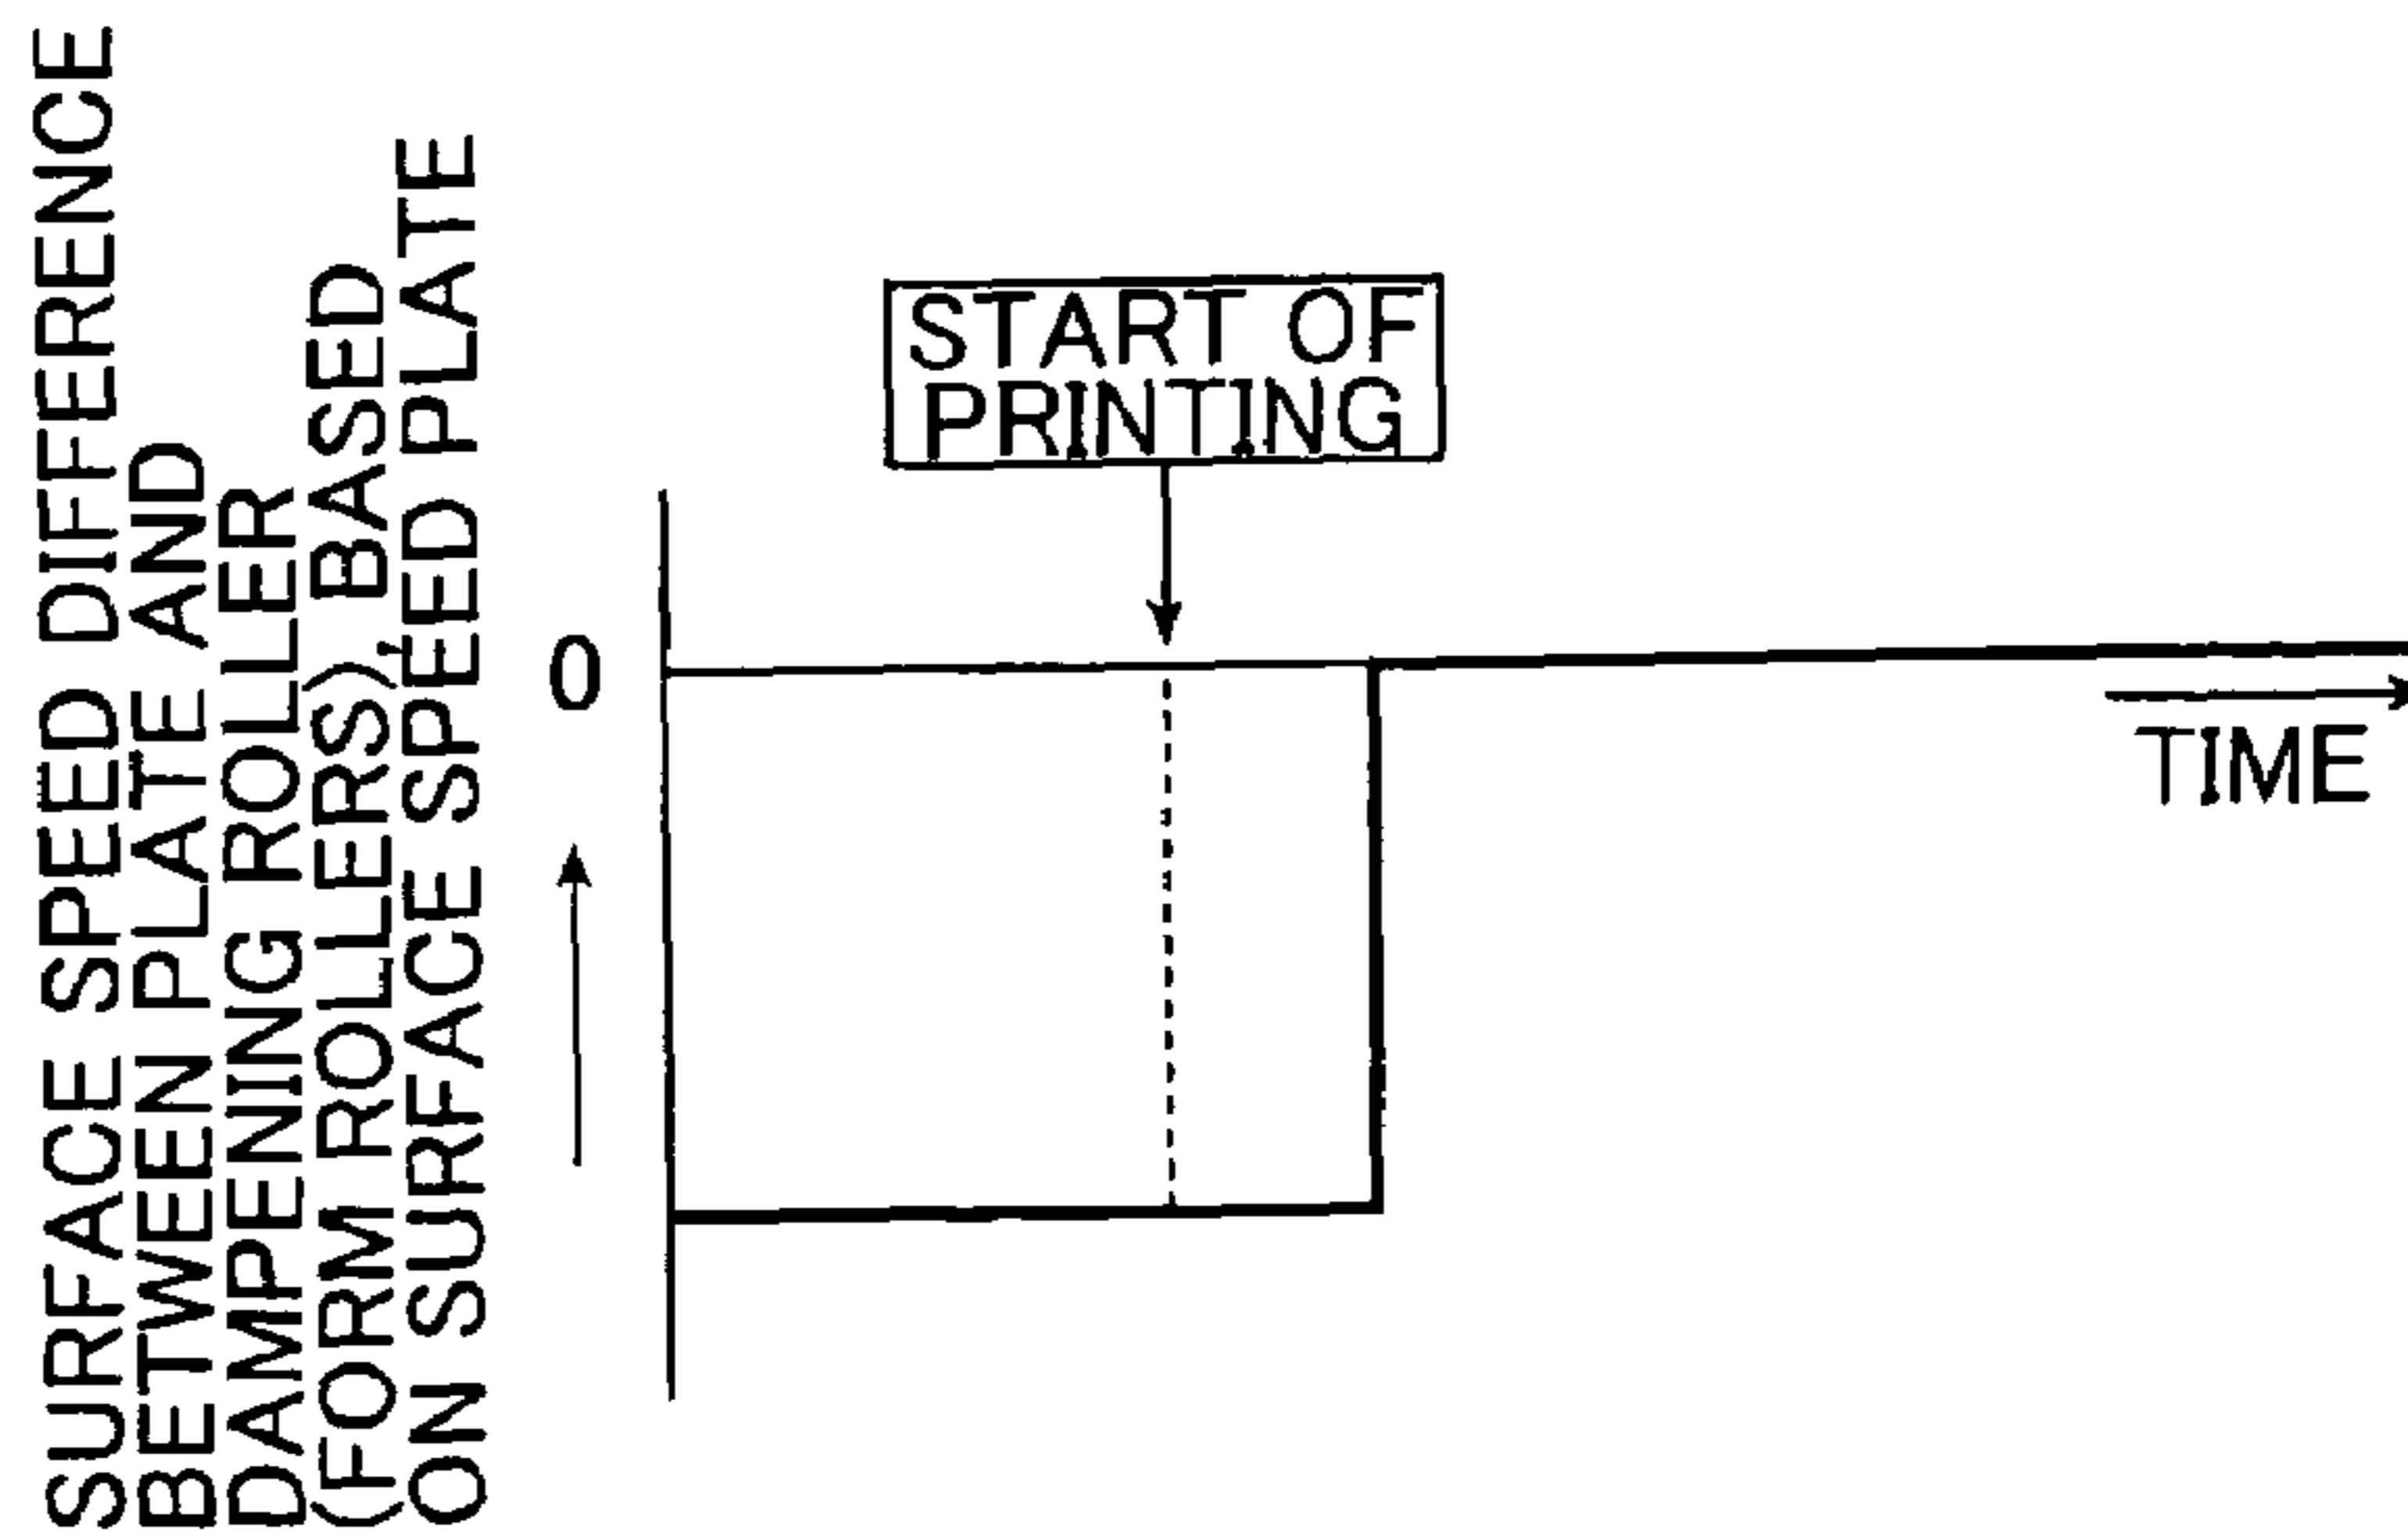 SURFACE SPEED DIFFERENCE
BETWEEN PLATE AND
DAMPENING ROLLER
(FORM ROLLERS), BASED
ON SURFACE SPEED PLATE
START OF
PRINTING
0
TIME